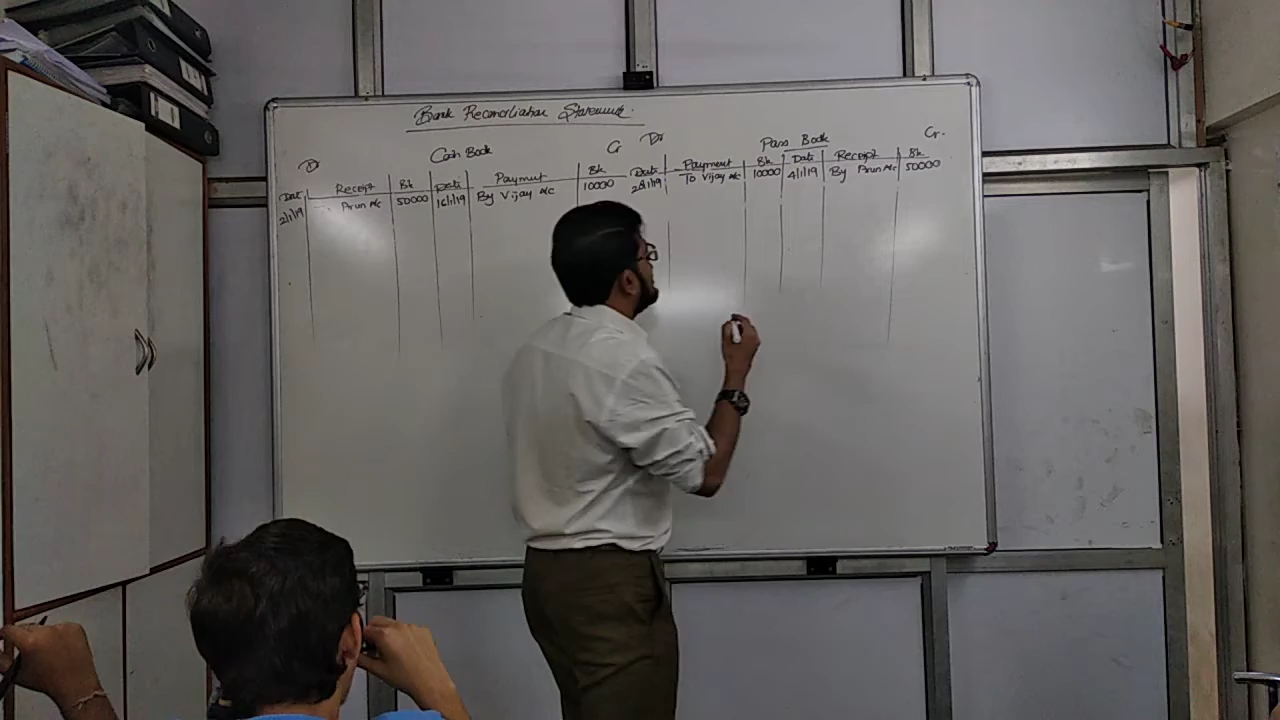 Bank Reconciliation Statement.
Dr Cash Book Cr Dr Pass Book Cr.
Date Receipt Bk Date Payment Bk Date Payment Bk Date Receipt Bk
2/1/19 Arun A/c 50000 16/1/19 By Vijay A/c 10000 28/1/19 To Vijay A/c 10000 4/1/19 By Arun A/c 50000